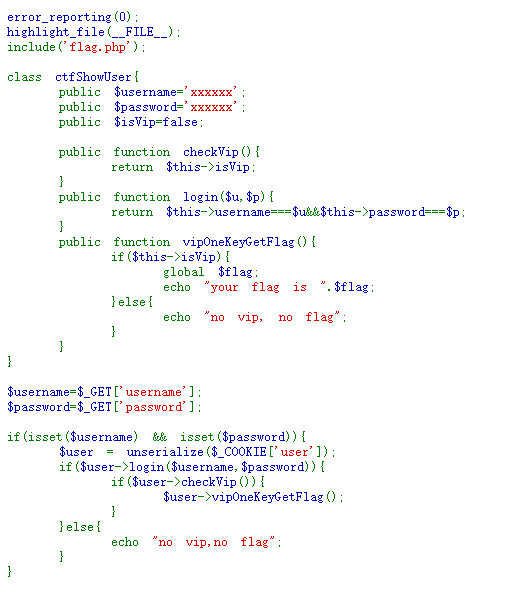 error_reporting(0);
highlight_file(__FILE__);
include('flag.php');
class ctfShowUser{
public $username='xxxxxx';
public $password='xxxxxx';
public $isVip=false;
public function checkVip(){
return $this->isVip;
}
public function login($u,$p){
return $this->username===$u&&$this->password===$p;
}
public function vipOneKeyGetFlag(){
if($this->isVip){
global $flag;
echo "your flag is ".$flag;
}else{
echo "no vip, no flag";
}
}
}
$username=$_GET['username'];
$password=$_GET['password'];
if(isset($username) && isset($password)){
$user = unserialize($_COOKIE['user']);
if($user->login($username,$password)){
if($user->checkVip()){
$user->vipOneKeyGetFlag();
}
}else{
echo "no vip,no flag";
}
}